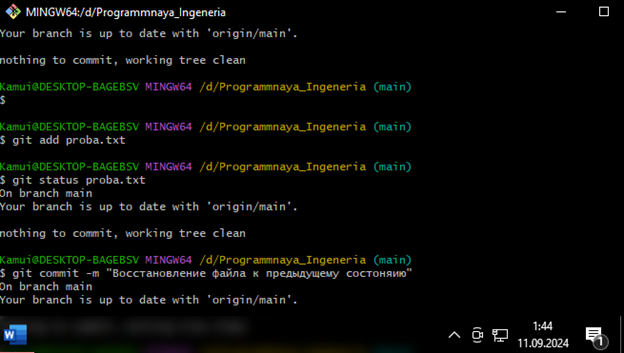 MINGW64:/d/Programmnaya_Ingeneria
Your branch is up to date with 'origin/main'.
nothing to commit, working tree clean
Kamui@DESKTOP-BAGEBSV MINGW64 /d/Programmnaya_Ingeneria (main)
$
Kamui@DESKTOP-BAGEBSV MINGW64 /d/Programmnaya_Ingeneria (main)
$ git add proba.txt
Kamui@DESKTOP-BAGEBSV MINGW64 /d/Programmnaya_Ingeneria (main)
$ git status proba.txt
On branch main
Your branch is up to date with 'origin/main'.
nothing to commit, working tree clean
Kamui@DESKTOP-BAGEBSV MINGW64 /d/Programmnaya_Ingeneria (main)
$ git commit -m "Восстановление файла к предыдущему состоняию"
On branch main
Your branch is up to date with 'origin/main'.
W
1:44
11.09.2024
1